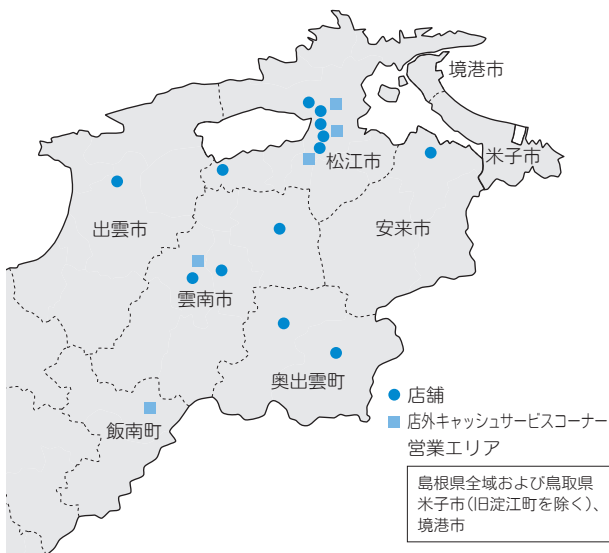 境港市
米子市
松江市
安来市
出雲市
雲南市
奥出雲町
飯南町
店舗
店外キャッシュサービスコーナー
営業エリア
島根県全域および鳥取県
米子市(旧淀江町を除く)、
境港市